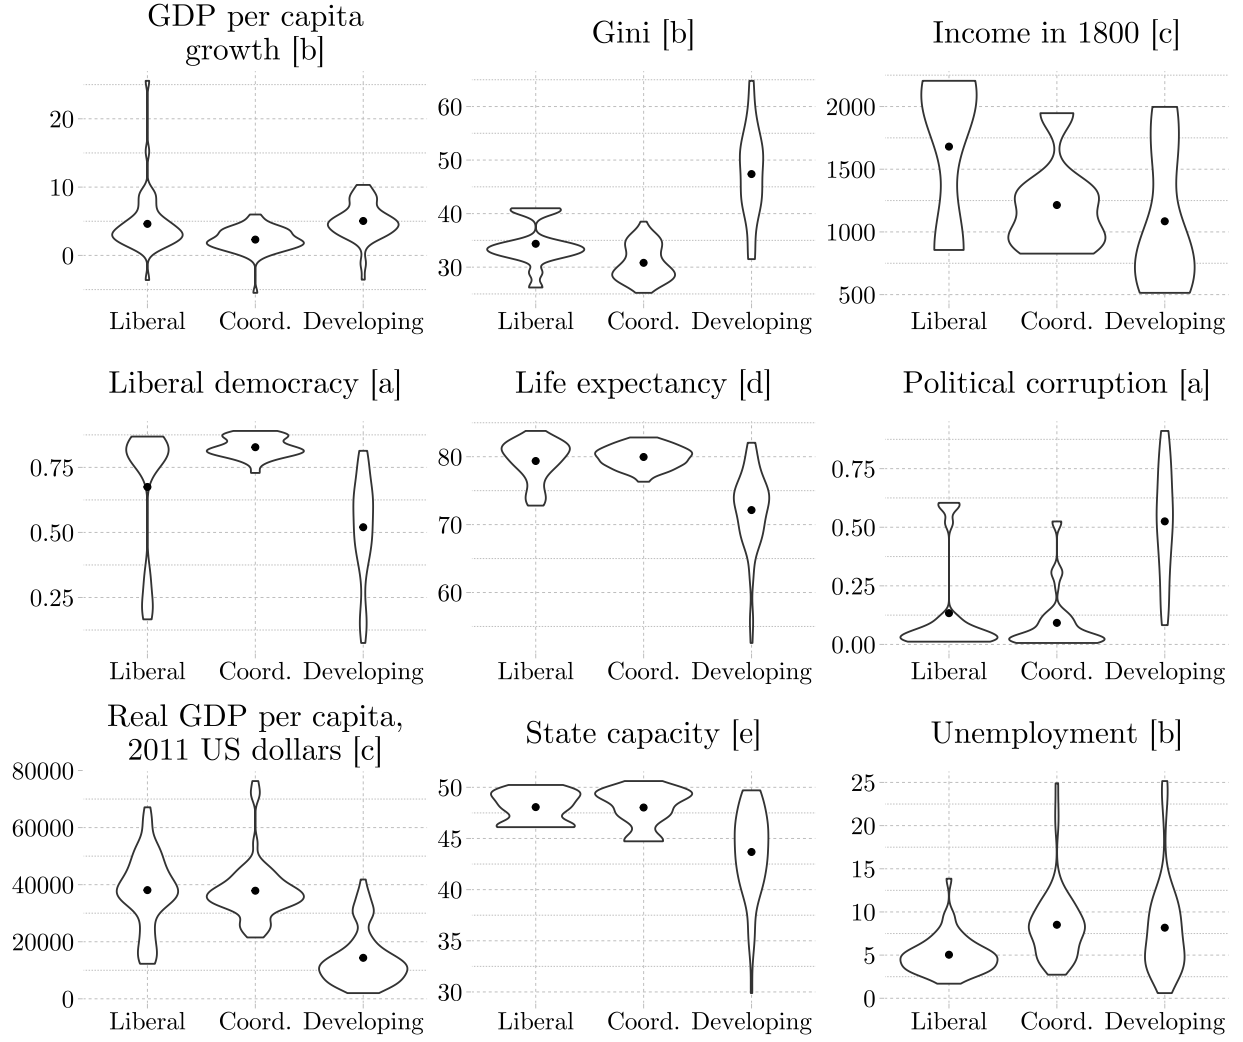 GDP per capita
growth [b]
Gini [b]
Income in 1800 [c]
20
10
0
Liberal Coord. Developing
60
50
40
30
Liberal Coord. Developing
2000
1500
1000
500
Liberal Coord. Developing
Liberal democracy [a]
Life expectancy [d]
Political corruption [a]
0.75
0.50
0.25
Liberal Coord. Developing
80
70
60
Liberal Coord. Developing
0.75
0.50
0.25
0.00
Liberal Coord. Developing
Real GDP per capita,
2011 US dollars [c]
State capacity [e]
Unemployment [b]
80000
60000
40000
20000
0
Liberal Coord. Developing
50
45
40
35
30
Liberal Coord. Developing
25
20
15
10
5
0
Liberal Coord. Developing